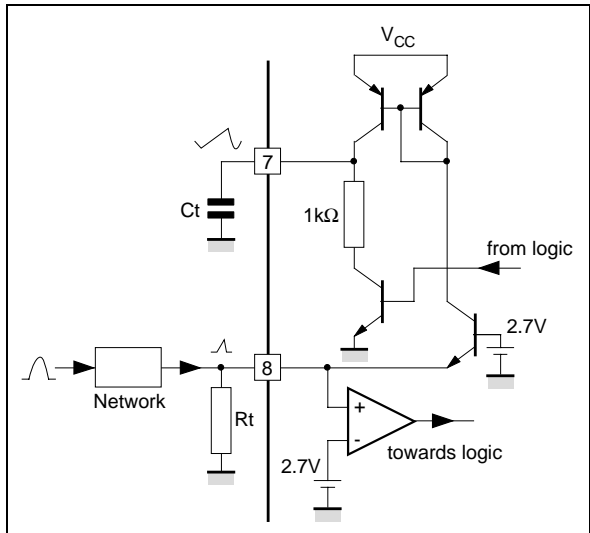 V_CC
7
Ct
1kΩ
from logic
2.7V
8
Network
Rt
+
-
2.7V
towards logic